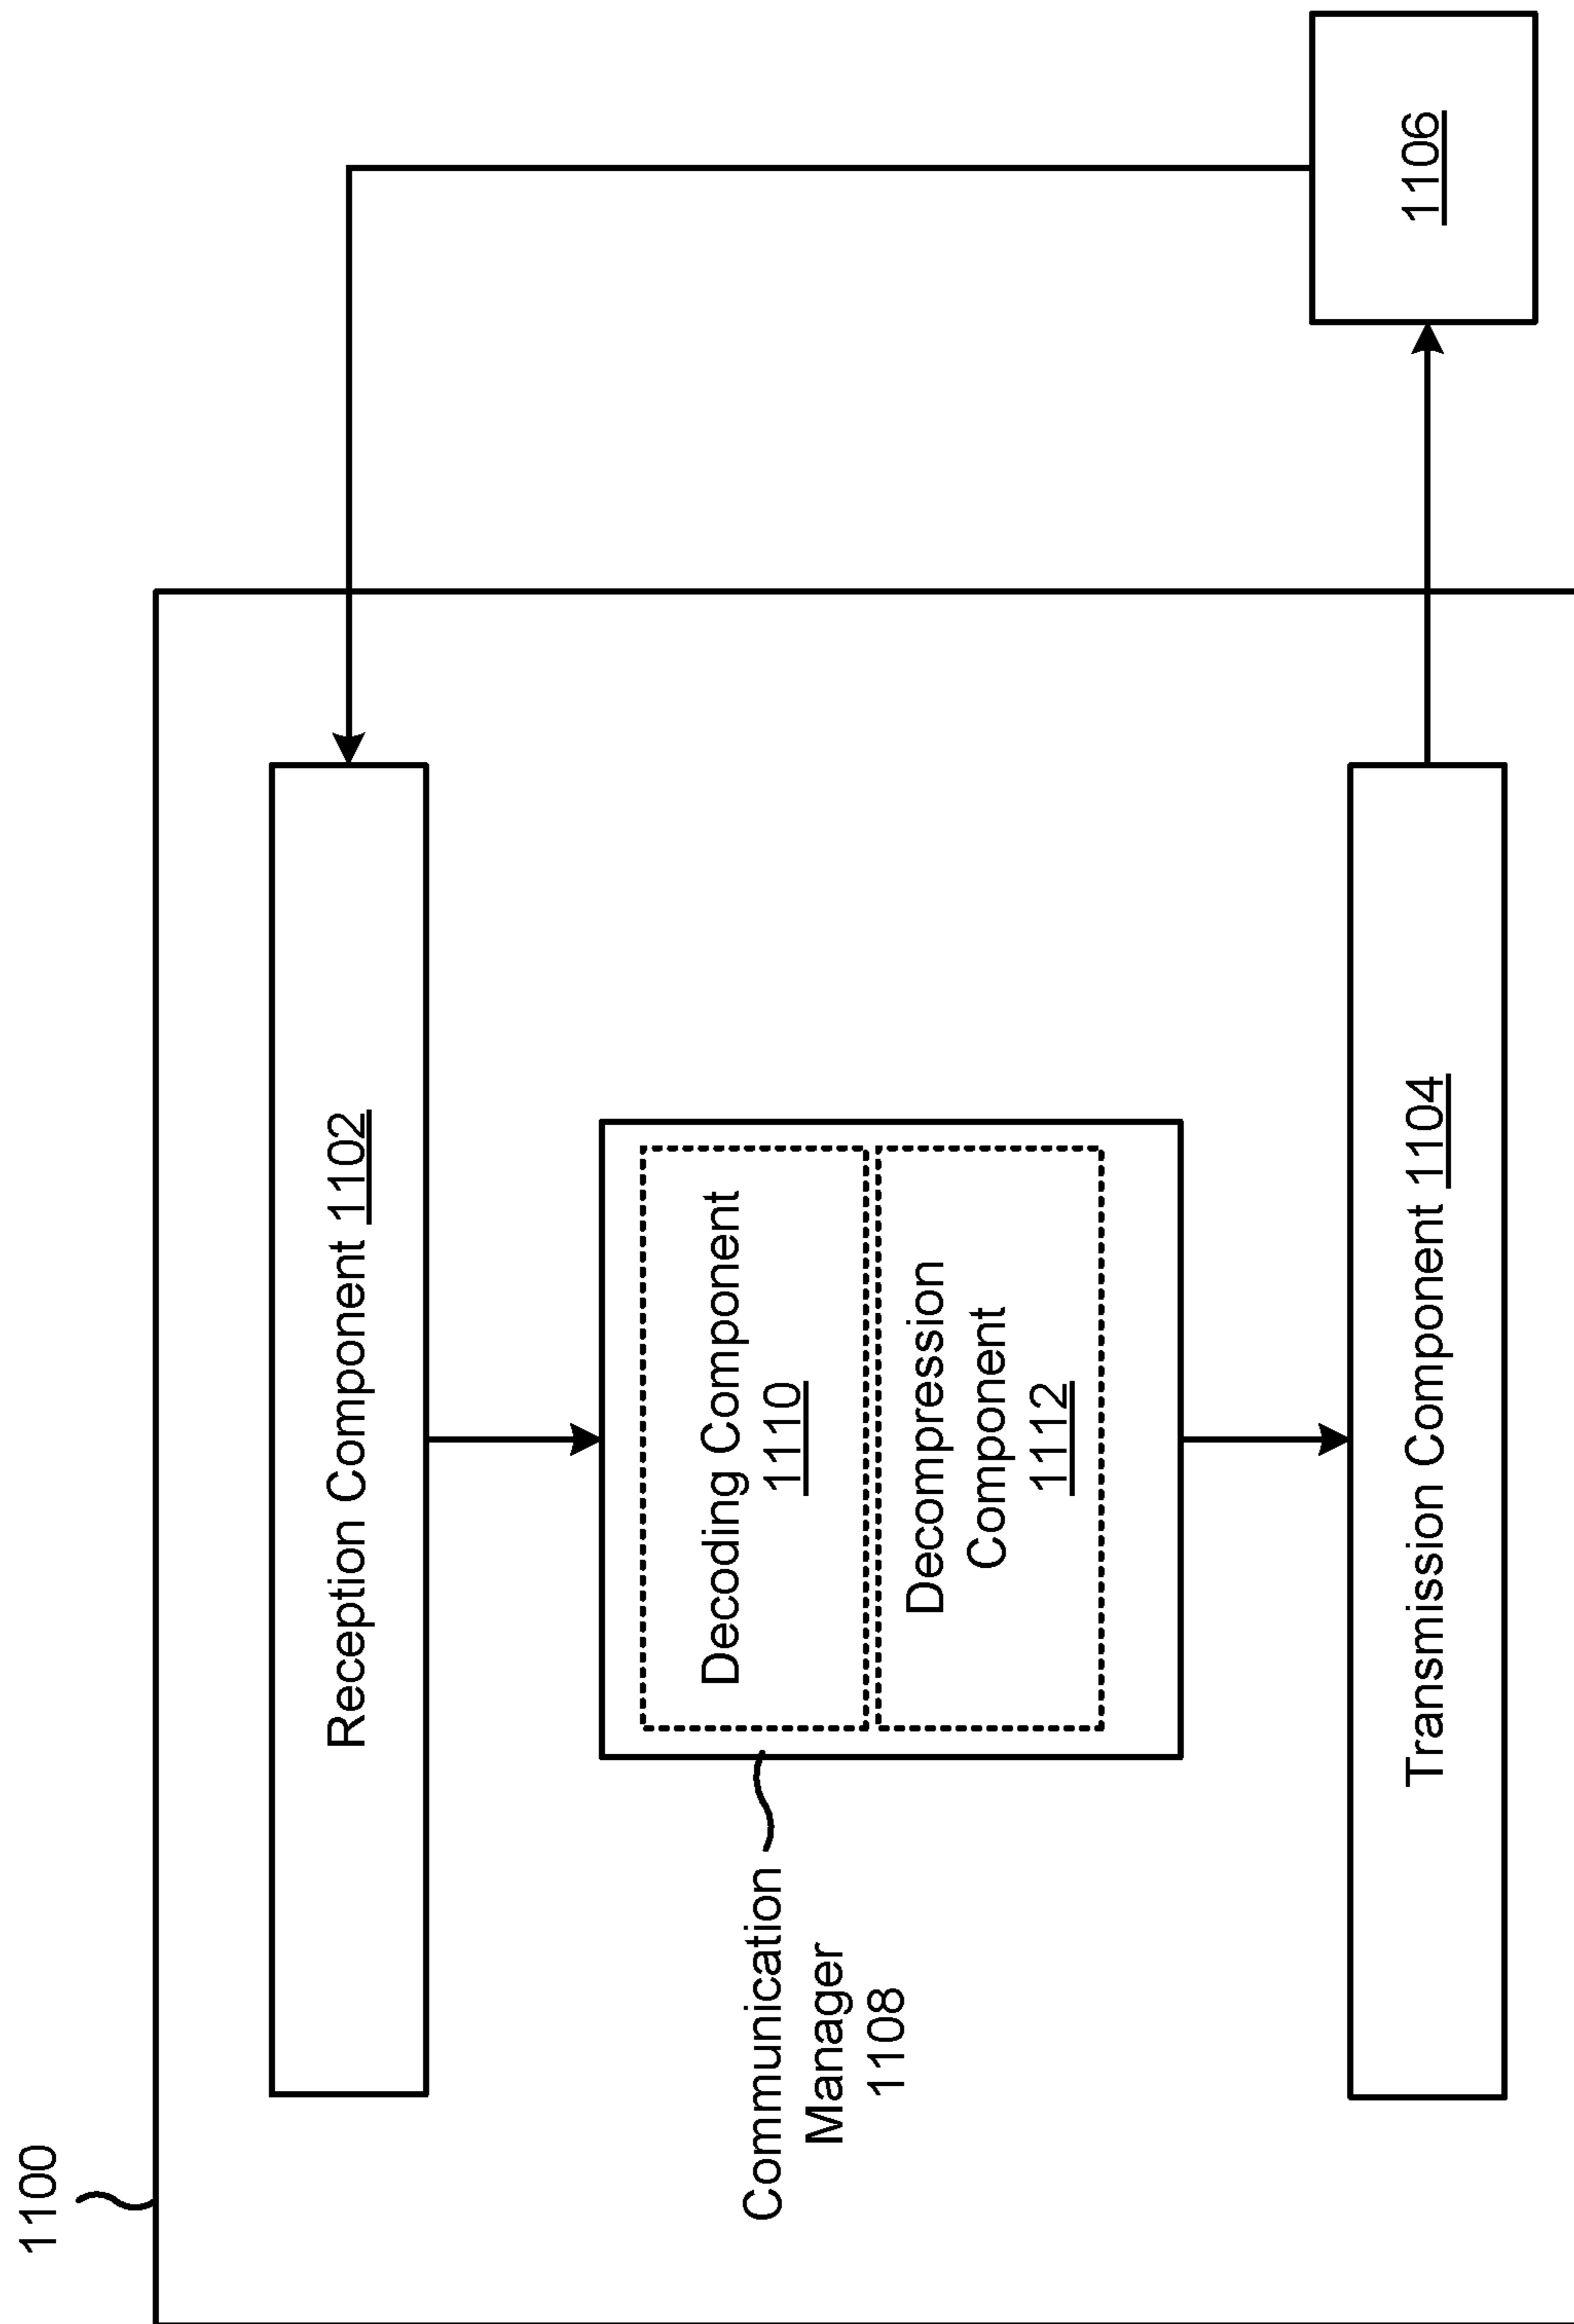 1100
Reception Component 1102
Communication
Manager
1108
Decoding Component
1110
Decompression
Component
1112
Transmission Component 1104
1106